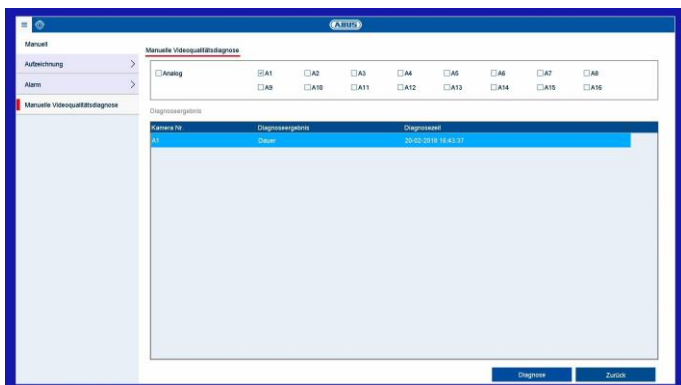 ABUS
Manuell
Aufzeichnung
Alarm
Manuelle Videoqualitätsdiagnose
Manuelle Videoqualitätsdiagnose
Analog A1 A2 A3 A4 A5 A6 A7 A8
A9 A10 A11 A12 A13 A14 A15 A16
Diagnoseergebnis
Kamera Nr. Diagnoseergebnis Diagnosezeit
A1 Dauer 20-02-2018 16:43:37
Diagnose Zurück